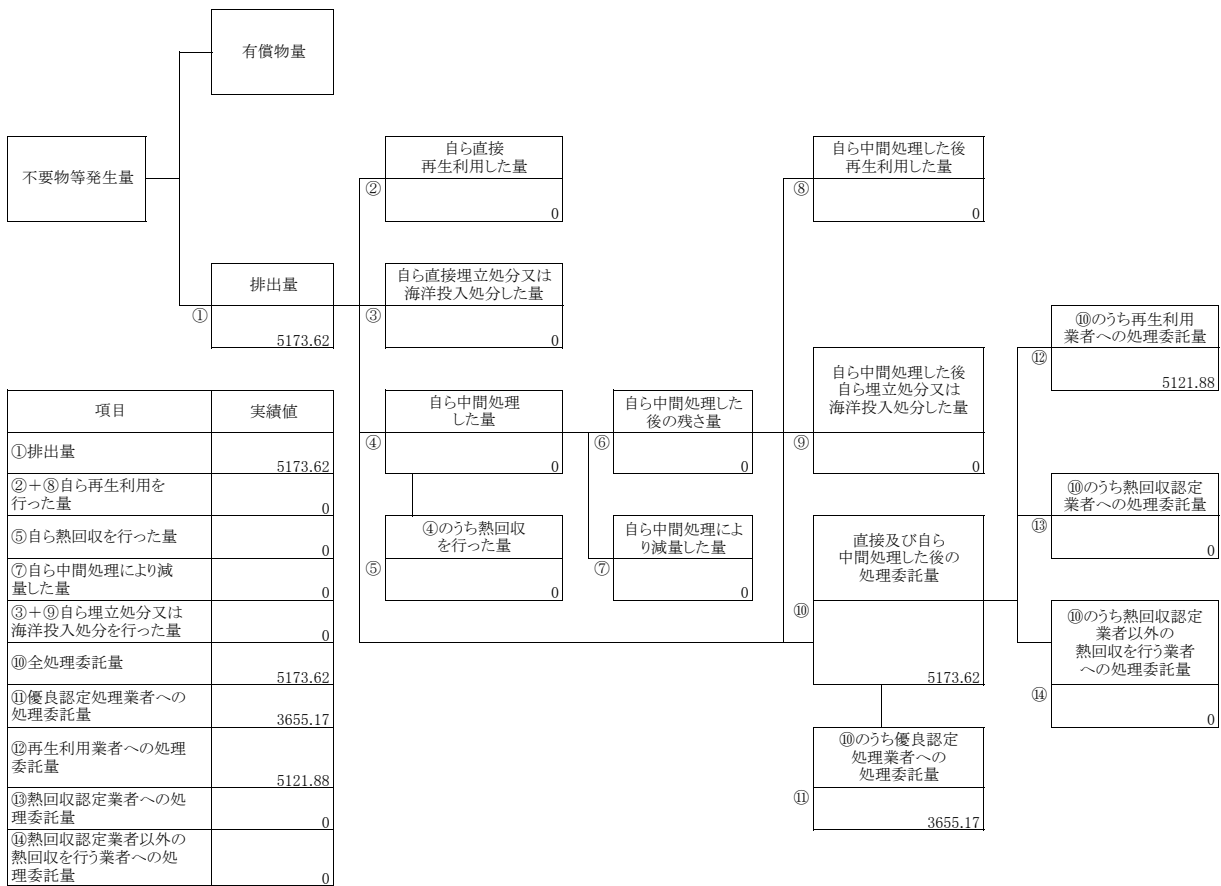 有償物量
不要物等発生量
自ら直接
再生利用した量
②
0
自ら中間処理した後
再生利用した量
⑧
0
排出量
①
5173.62
自ら直接埋立処分又は
海洋投入処分した量
③
0
⑩のうち再生利用
業者への処理委託量
⑫
5121.88
自ら中間処理
した量
④
0
自ら中間処理した
後の残さ量
⑥
0
自ら中間処理した後
自ら埋立処分又は
海洋投入処分した量
⑨
0
⑩のうち熱回収認定
業者への処理委託量
⑬
0
④のうち熱回収
を行った量
⑤
0
自ら中間処理によ
り減量した量
⑦
0
直接及び自ら
中間処理した後の
処理委託量
⑩
5173.62
⑩のうち熱回収認定
業者以外の
熱回収を行う業者
への処理委託量
⑭
0
⑩のうち優良認定
処理業者への
処理委託量
⑪
3655.17
項目 実績値
①排出量
5173.62
②+⑧自ら再生利用を
行った量
0
⑤自ら熱回収を行った量
0
⑦自ら中間処理により減
量した量
0
③+⑨自ら埋立処分又は
海洋投入処分を行った量
0
⑩全処理委託量
5173.62
⑪優良認定処理業者への
処理委託量
3655.17
⑫再生利用業者への処理
委託量
5121.88
⑬熱回収認定業者への処
理委託量
0
⑭熱回収認定業者以外の
熱回収を行う業者への処
理委託量
0